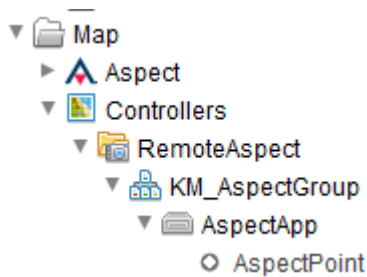 Map
Aspect
Controllers
RemoteAspect
KM_AspectGroup
AspectApp
AspectPoint